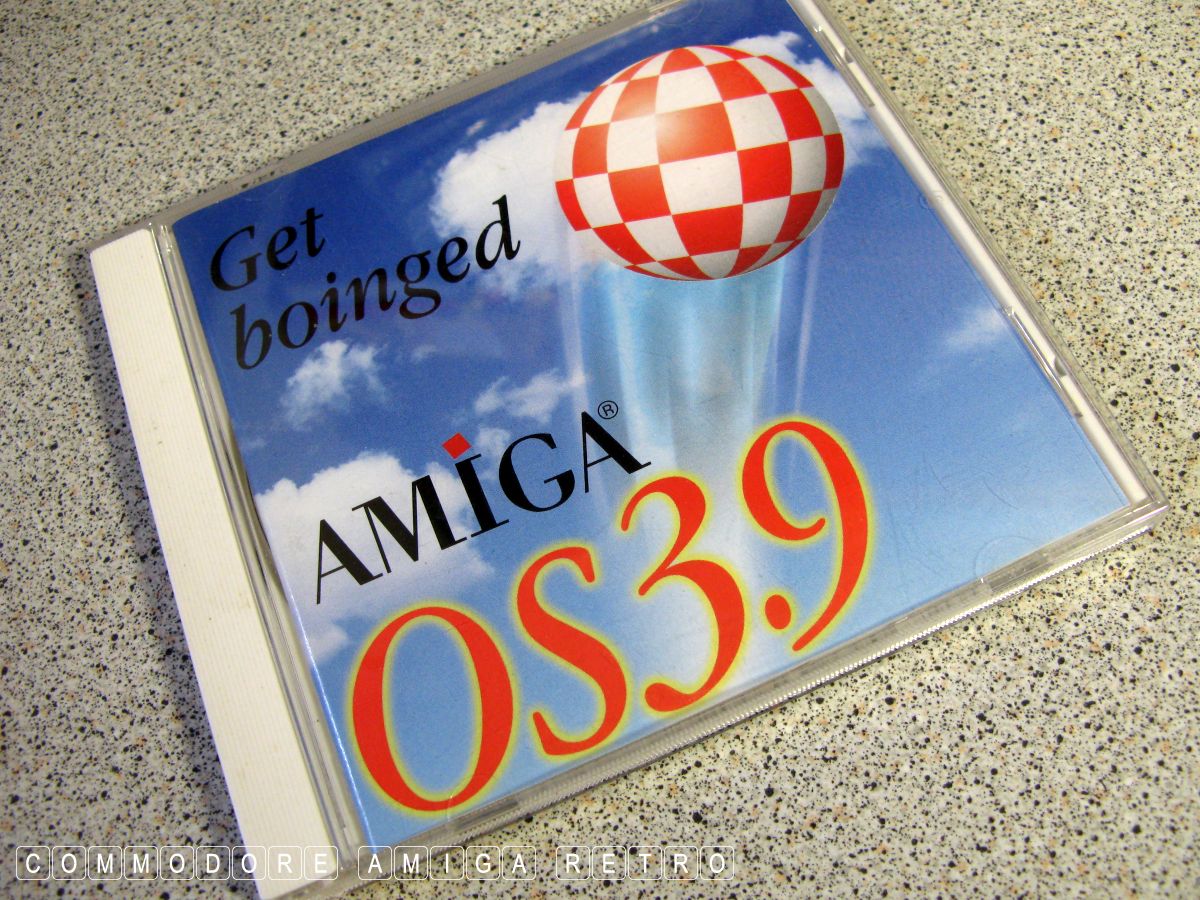 Get
boinged
AMIGA®
OS3.9
COMMODORE AMIGA RETRO